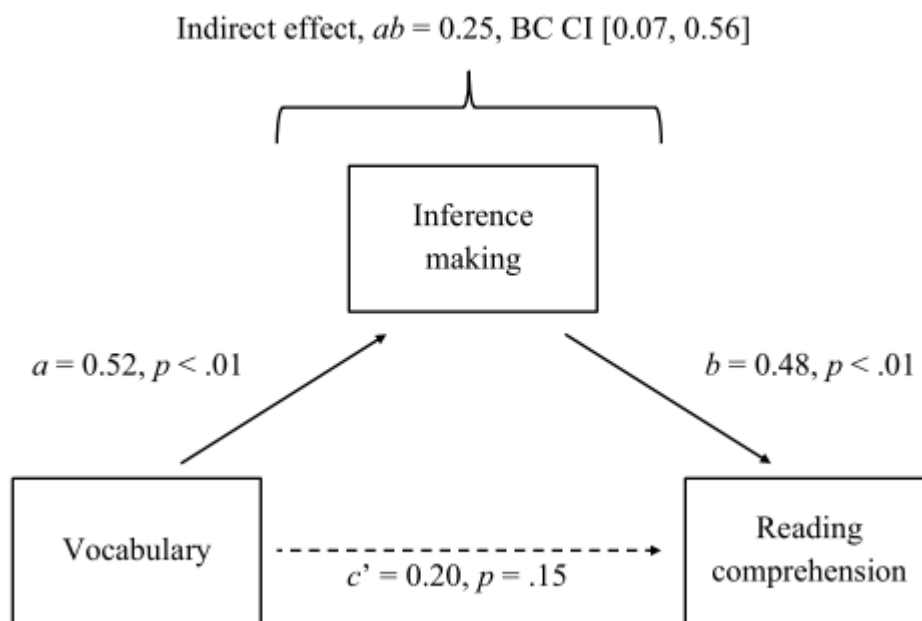 Indirect effect, ab = 0.25, BC CI [0.07, 0.56]
Inference
making
a = 0.52, p < .01
b = 0.48, p < .01
Vocabulary
c’ = 0.20, p = .15
Reading
comprehension